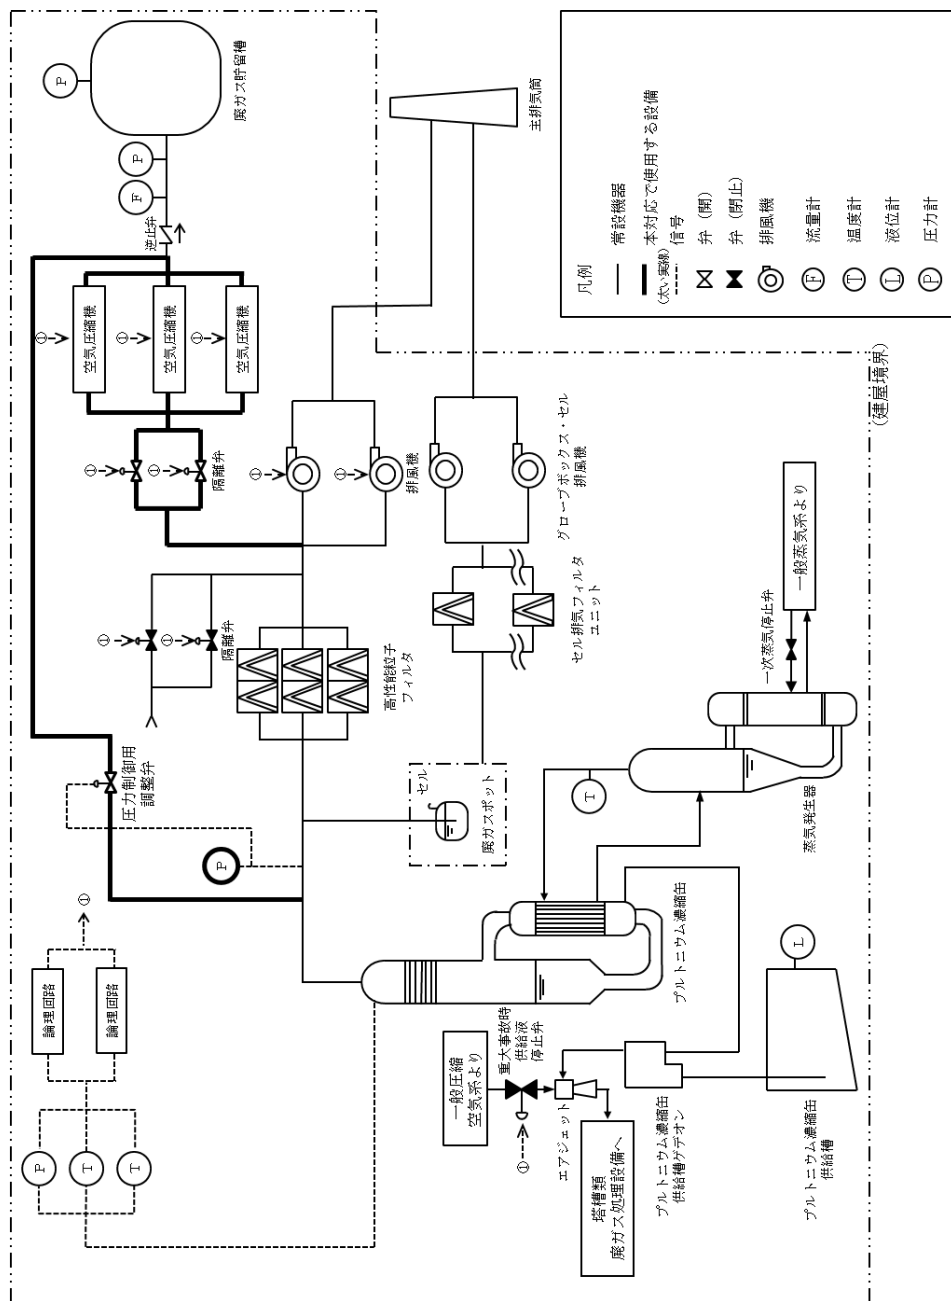 P
T
T
論理回路
論理回路
①
P
圧力制御用
調整弁
①
①
隔離弁
①
①
隔離弁
①
空気圧縮機
①
空気圧縮機
①
空気圧縮機
逆止弁
F
P
P
廃ガス貯留槽
高性能粒子
フィルタ
①
①
排風機
主排気筒
セル
廃ガスポット
セル排気フィルタ
ユニット
グローブボックス・セル
排風機
一般圧縮
空気系より
重大事故時
供給液
停止弁
①
エアジェット
塔槽類
廃ガス処理設備へ
プルトニウム濃縮缶
供給槽ゲデオン
プルトニウム濃縮缶
L
プルトニウム濃縮缶
供給槽
T
蒸気発生器
一次蒸気停止弁
一般蒸気系より
(建屋境界)
凡例
常設機器
本対応で使用する設備
(太い実線)
信号
弁(開)
弁(閉止)
排風機
F 流量計
T 温度計
L 液位計
P 圧力計